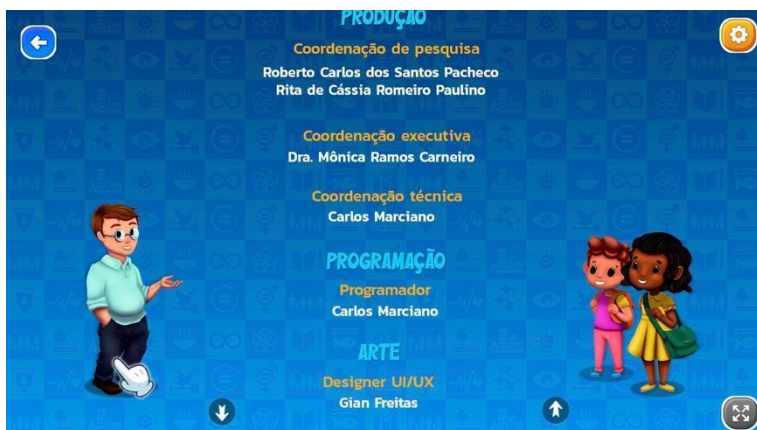 PRODUÇÃO
Coordenação de pesquisa
Roberto Carlos dos Santos Pacheco
Rita de Cássia Romeiro Paulino
Coordenação executiva
Dra. Mônica Ramos Carneiro
Coordenação técnica
Carlos Marciano
PROGRAMAÇÃO
Programador
Carlos Marciano
ARTE
Designer UI/UX
Gian Freitas